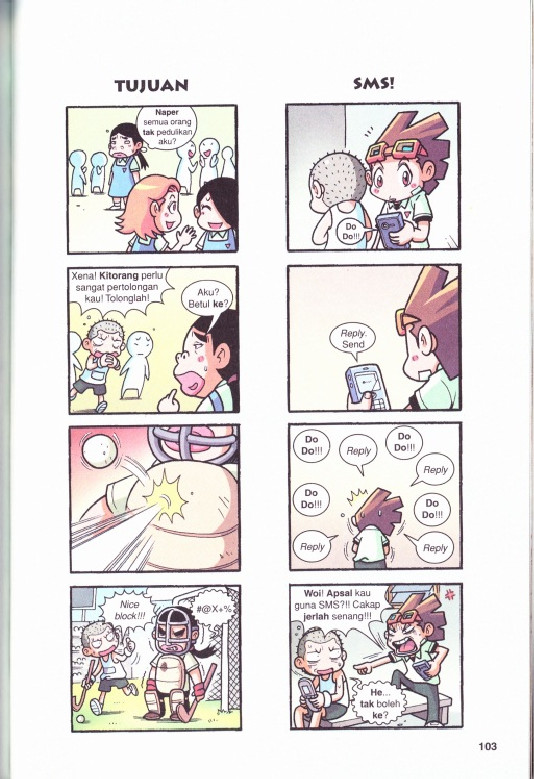 TUJUAN
Naper
semua orang
tak pedulikan
aku?
Xena! Kitorang perlu
sangat pertolongan
kau! Tolonglah!
Aku?
Betul ke?
Nice
block!!!
#@X+%
SMS!
Do
Do!!!
Reply.
Send
Do
Do!!!
Reply
Do
Do!!!
Reply
Do
Do!!!
Do
Do!!!
Reply
Reply
Woi! Apsal kau
guna SMS?!! Cakap
jerlah senang!!!
He....
tak boleh
ke?
103